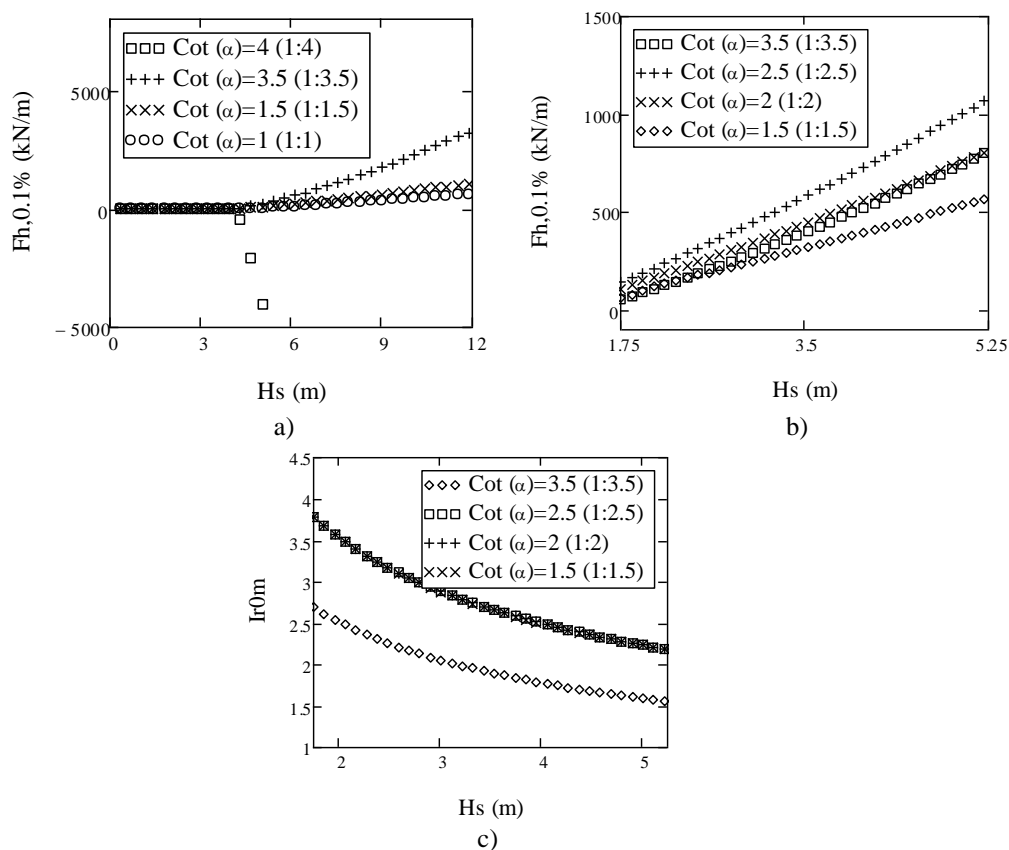 Fh,0.1% (kN/m)
5000
0
−5000
Cot (α)=4 (1:4)
Cot (α)=3.5 (1:3.5)
Cot (α)=1.5 (1:1.5)
Cot (α)=1 (1:1)
0 3 6 9 12
Hs (m)
a)
Fh,0.1% (kN/m)
1500
1000
500
0
Cot (α)=3.5 (1:3.5)
Cot (α)=2.5 (1:2.5)
Cot (α)=2 (1:2)
Cot (α)=1.5 (1:1.5)
1.75 3.5 5.25
Hs (m)
b)
Ir0m
4.5
4
3.5
3
2.5
2
1.5
1
Cot (α)=3.5 (1:3.5)
Cot (α)=2.5 (1:2.5)
Cot (α)=2 (1:2)
Cot (α)=1.5 (1:1.5)
2 3 4 5
Hs (m)
c)